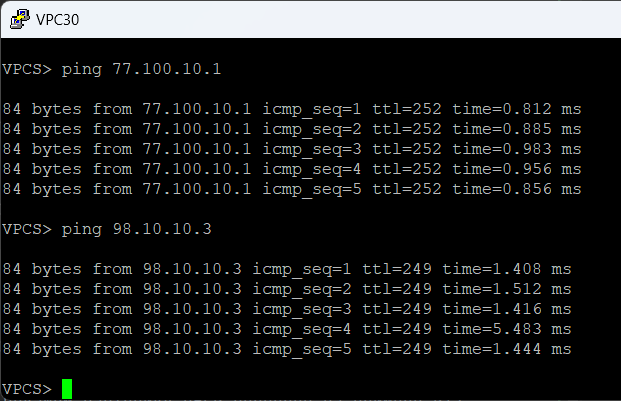 VPC30
VPCS> ping 77.100.10.1
84 bytes from 77.100.10.1 icmp_seq=1 ttl=252 time=0.812 ms
84 bytes from 77.100.10.1 icmp_seq=2 ttl=252 time=0.885 ms
84 bytes from 77.100.10.1 icmp_seq=3 ttl=252 time=0.983 ms
84 bytes from 77.100.10.1 icmp_seq=4 ttl=252 time=0.956 ms
84 bytes from 77.100.10.1 icmp_seq=5 ttl=252 time=0.856 ms
VPCS> ping 98.10.10.3
84 bytes from 98.10.10.3 icmp_seq=1 ttl=249 time=1.408 ms
84 bytes from 98.10.10.3 icmp_seq=2 ttl=249 time=1.512 ms
84 bytes from 98.10.10.3 icmp_seq=3 ttl=249 time=1.416 ms
84 bytes from 98.10.10.3 icmp_seq=4 ttl=249 time=5.483 ms
84 bytes from 98.10.10.3 icmp_seq=5 ttl=249 time=1.444 ms
VPCS>